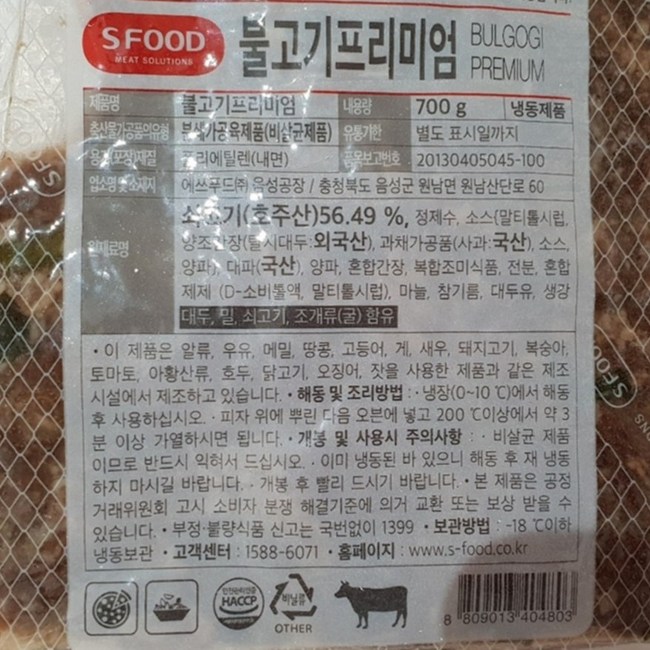 SFOOD
MEAT SOLUTIONS
불고기프리미엄 BULGOGI PREMIUM
제품명 불고기프리미엄 내용량 700 g 냉동제품
축산물가공품의유형 분쇄가공육제품(비살균제품) 유통기한 별도 표시일까지
용기(포장)재질 폴리에틸렌(내면) 품목보고번호 20130405045-100
업소명 및 소재지 에쓰푸드㈜ 음성공장 / 충청북도 음성군 원남면 원남산단로 60
원재료명
쇠고기(호주산)56.49 %, 정제수, 소스(말티톨시럽,
양조간장(탈지대두:외국산), 과채가공품(사과:국산), 소스,
양파), 대파(국산), 양파, 혼합간장, 복합조미식품, 전분, 혼합
제제 (D-소비톨액, 말티톨시럽), 마늘, 참기름, 대두유, 생강
대두, 밀, 쇠고기, 조개류(굴) 함유
• 이 제품은 알류, 우유, 메밀, 땅콩, 고등어, 게, 새우, 돼지고기, 복숭아,
토마토, 아황산류, 호두, 닭고기, 오징어, 잣을 사용한 제품과 같은 제조
시설에서 제조하고 있습니다. • 해동 및 조리방법 : · 냉장(0~10 ℃)에서 해동
후 사용하십시오. · 피자 위에 뿌린 다음 오븐에 넣고 200 ℃이상에서 약 3
분 이상 가열하시면 됩니다. • 개봉 및 사용시 주의사항 : · 비살균 제품
이므로 반드시 익혀서 드십시오. · 이미 냉동된 바 있으니 해동 후 재 냉동
하지 마시길 바랍니다. · 개봉 후 빨리 드시기 바랍니다. • 본 제품은 공정
거래위원회 고시 소비자 분쟁 해결기준에 의거 교환 또는 보상 받을 수
있습니다. • 부정·불량식품 신고는 국번없이 1399 • 보관방법 : -18 ℃이하
냉동보관 • 고객센터 : 1588-6071 • 홈페이지 : www.s-food.co.kr
안전관리인증
HACCP
비닐류
OTHER
8 809013 404803
SFOOD